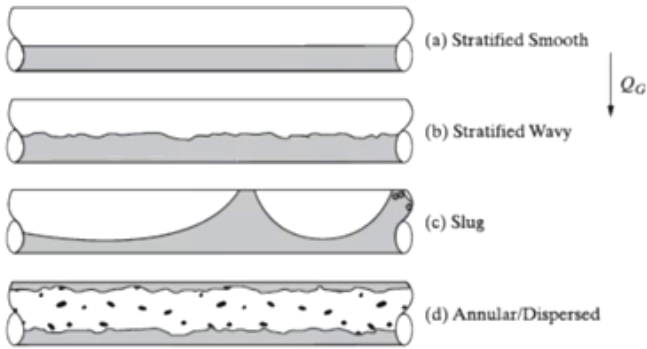 (a) Stratified Smooth
Q_G
(b) Stratified Wavy
(c) Slug
(d) Annular/Dispersed